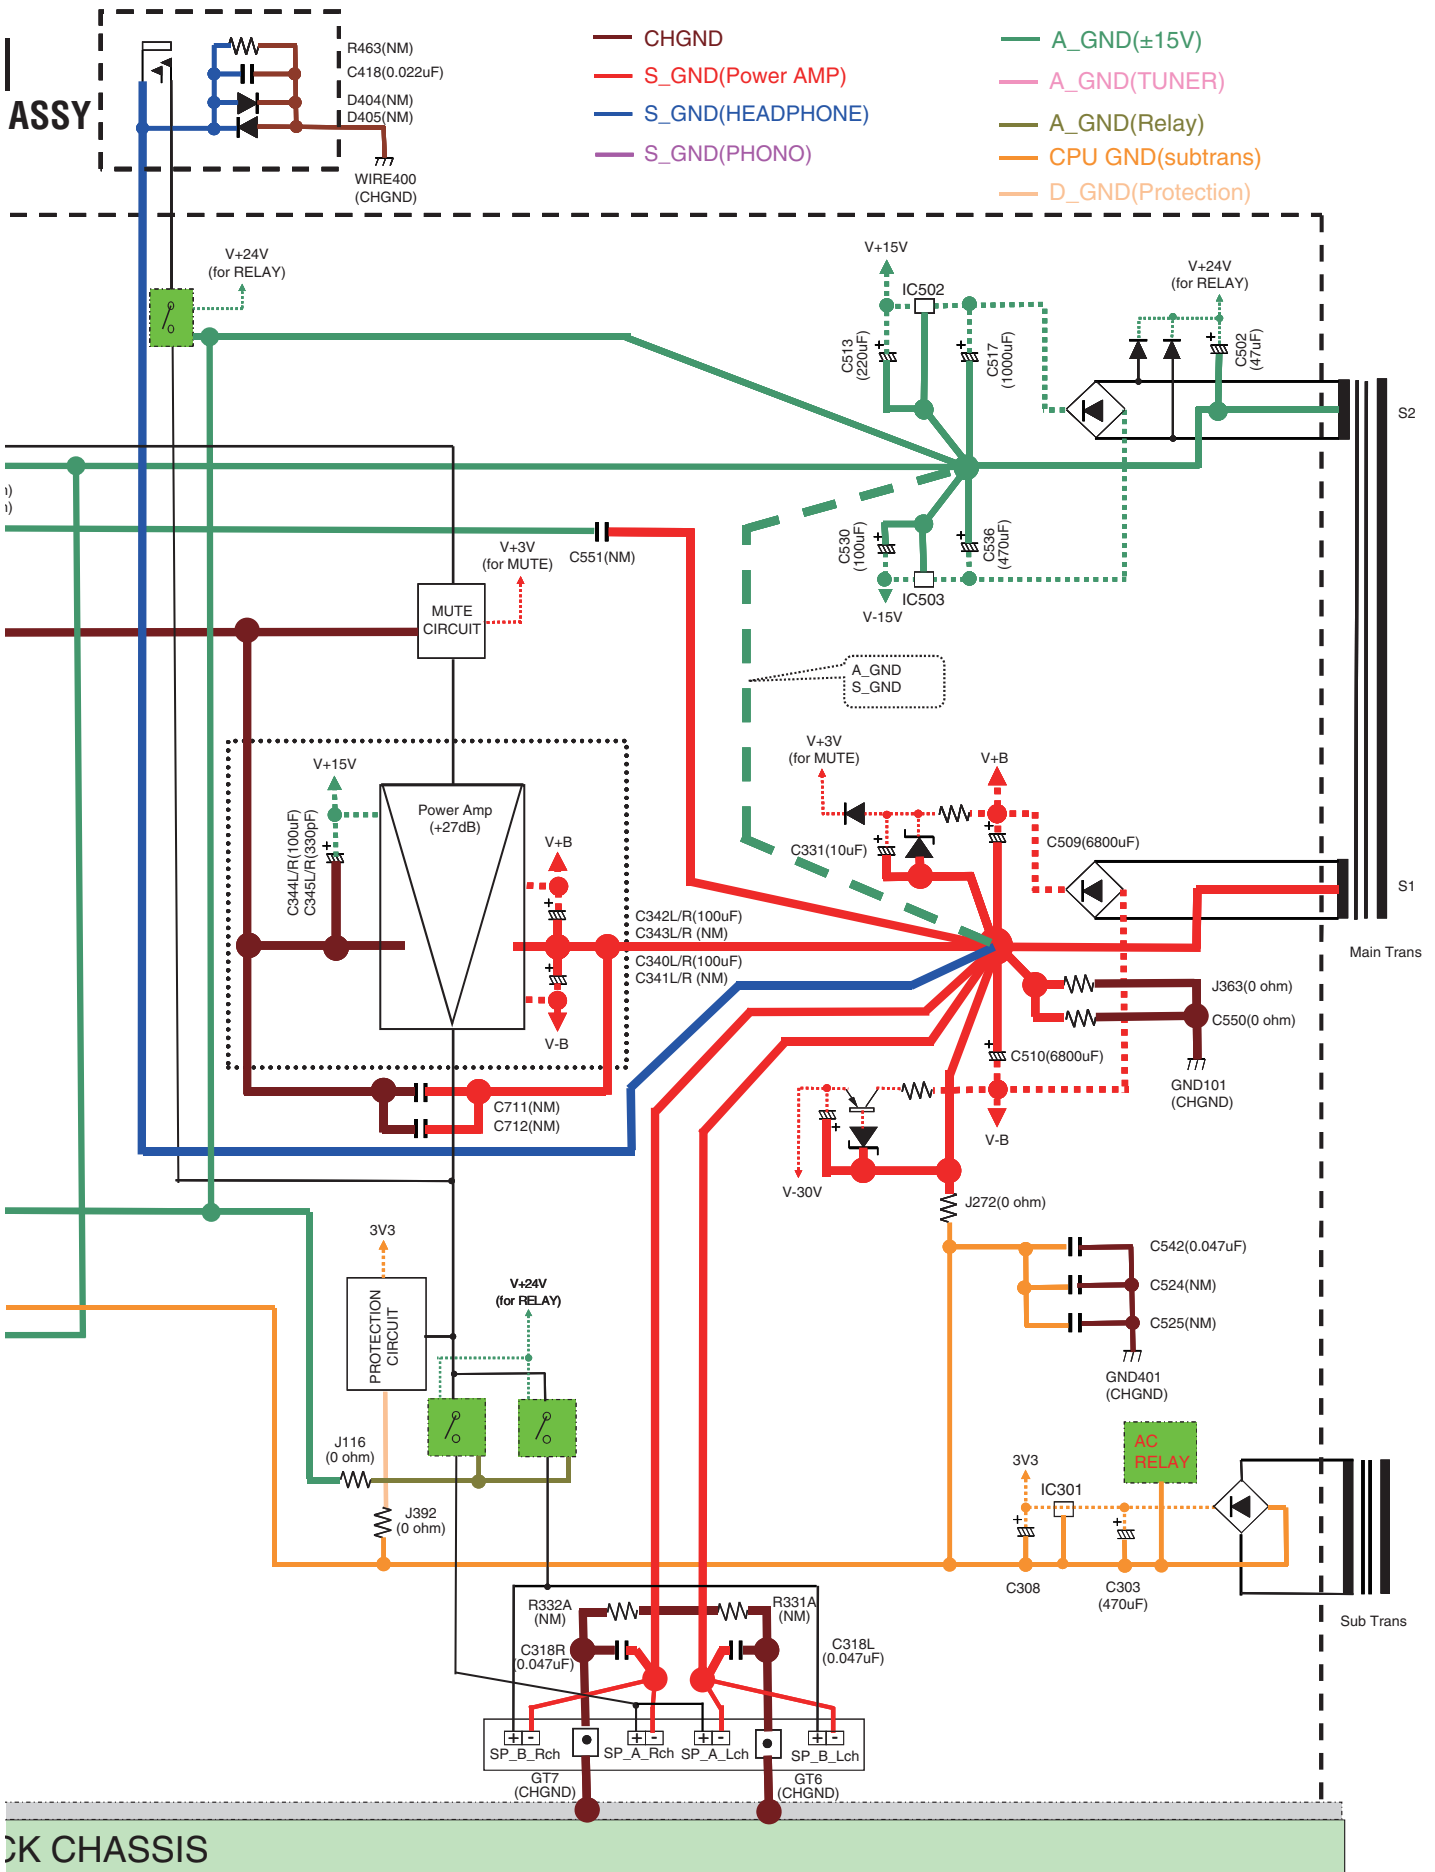 ASSY
R463(NM)
C418(0.022uF)
D404(NM)
D405(NM)
WIRE400
(CHGND)
CHGND
S_GND(Power AMP)
S_GND(HEADPHONE)
S_GND(PHONO)
A_GND(±15V)
A_GND(TUNER)
A_GND(Relay)
CPU GND(subtrans)
D_GND(Protection)
V+24V
(for RELAY)
V+15V
IC502
C513
(220uF)
C517
(1000uF)
V+24V
(for RELAY)
C502
(47uF)
S2
C551(NM)
V+3V
(for MUTE)
MUTE
CIRCUIT
C530
(100uF)
C536
(470uF)
IC503
V-15V
A_GND
S_GND
V+3V
(for MUTE)
V+B
C331(10uF)
C509(6800uF)
S1
Main Trans
V+15V
C344L/R(100uF)
C345L/R(330pF)
Power Amp
(+27dB)
V+B
C342L/R(100uF)
C343L/R (NM)
C340L/R(100uF)
C341L/R (NM)
V-B
J363(0 ohm)
C550(0 ohm)
GND101
(CHGND)
C510(6800uF)
V-B
C711(NM)
C712(NM)
V-30V
J272(0 ohm)
C542(0.047uF)
C524(NM)
C525(NM)
GND401
(CHGND)
3V3
PROTECTION
CIRCUIT
V+24V
(for RELAY)
J116
(0 ohm)
J392
(0 ohm)
AC
RELAY
3V3
IC301
C308
C303
(470uF)
Sub Trans
R332A
(NM)
R331A
(NM)
C318R
(0.047uF)
C318L
(0.047uF)
+ -
+ -
+ -
+ -
SP_B_Rch
SP_A_Rch
SP_A_Lch
SP_B_Lch
GT7
(CHGND)
GT6
(CHGND)
CK CHASSIS